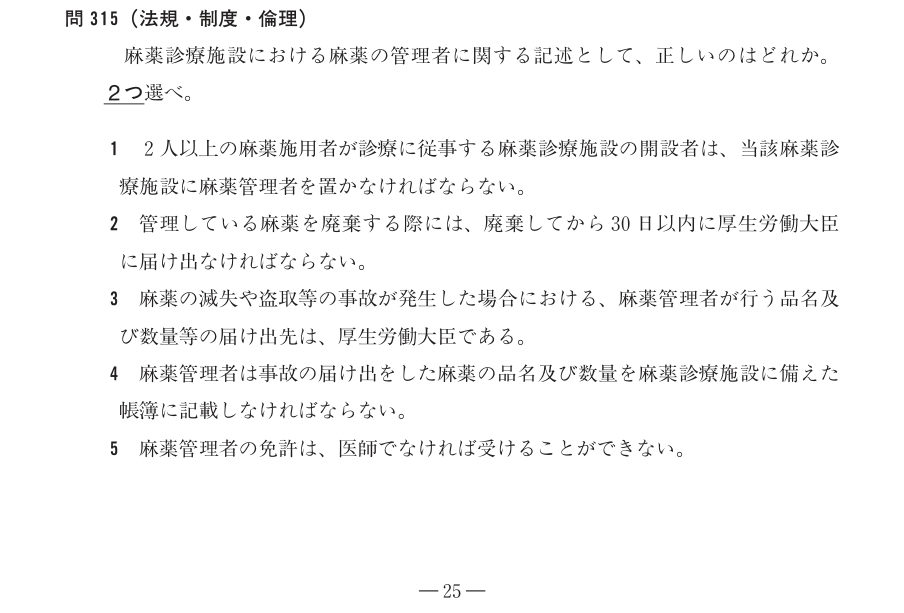 問 315（法規・制度・倫理）
麻薬診療施設における麻薬の管理者に関する記述として、正しいのはどれか。
２つ選べ。
1　2 人以上の麻薬施用者が診療に従事する麻薬診療施設の開設者は、当該麻薬診
療施設に麻薬管理者を置かなければならない。
2　管理している麻薬を廃棄する際には、廃棄してから 30 日以内に厚生労働大臣
に届け出なければならない。
3　麻薬の滅失や盗取等の事故が発生した場合における、麻薬管理者が行う品名及
び数量等の届け出先は、厚生労働大臣である。
4　麻薬管理者は事故の届け出をした麻薬の品名及び数量を麻薬診療施設に備えた
帳簿に記載しなければならない。
5　麻薬管理者の免許は、医師でなければ受けることができない。
— 25 —